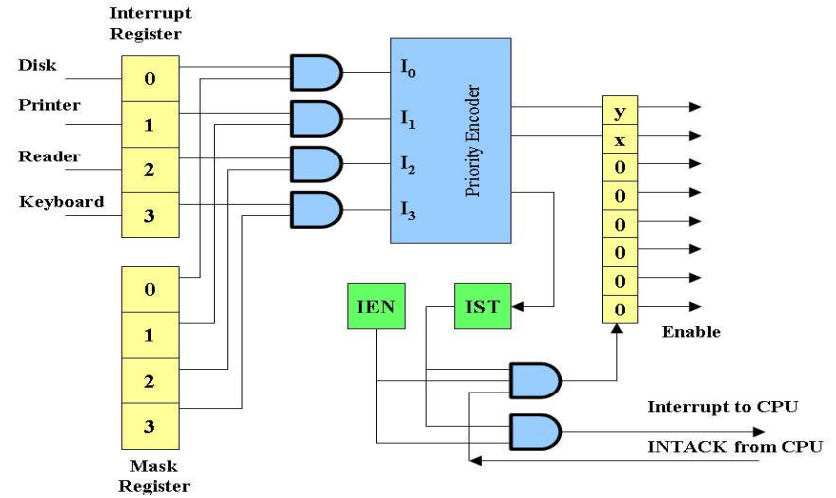 Interrupt
Register
Disk
0
Printer
1
Reader
2
Keyboard
3
I0
I1
I2
I3
Priority Encoder
y
x
0
0
0
0
0
0
Enable
0
1
2
3
Mask
Register
IEN
IST
Interrupt to CPU
INTACK from CPU